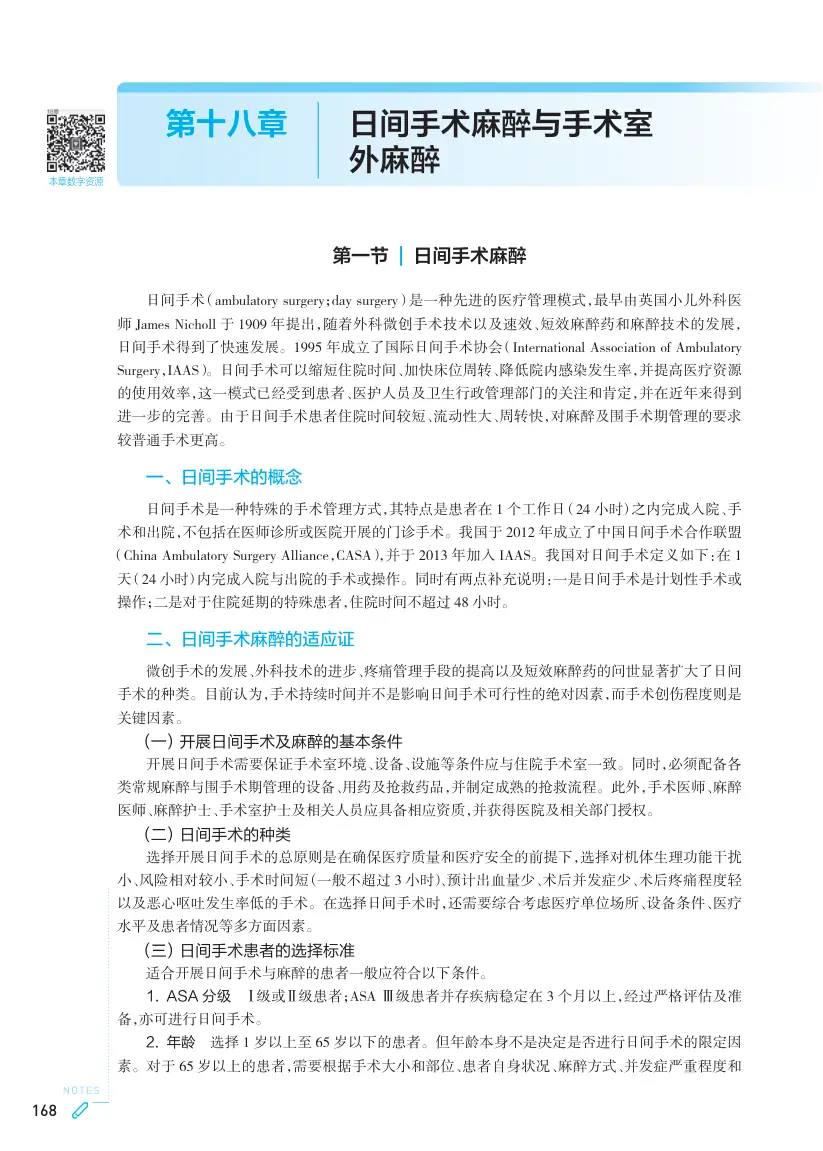 第十八章
日间手术麻醉与手术室
外麻醉
本章数字资源
第一节 日间手术麻醉
日间手术(ambulatory surgery;day surgery)是一种先进的医疗管理模式,最早由英国小儿外科医
师 James Nicholl 于 1909 年提出,随着外科微创手术技术以及速效、短效麻醉药和麻醉技术的发展,
日间手术得到了快速发展。1995 年成立了国际日间手术协会(International Association of Ambulatory
Surgery,IAAS)。日间手术可以缩短住院时间、加快床位周转、降低院内感染发生率,并提高医疗资源
的使用效率,这一模式已经受到患者、医护人员及卫生行政管理部门的关注和肯定,并在近年来得到
进一步的完善。由于日间手术患者住院时间较短、流动性大、周转快,对麻醉及围手术期管理的要求
较普通手术更高。
一、日间手术的概念
日间手术是一种特殊的手术管理方式,其特点是患者在 1 个工作日(24 小时)之内完成入院、手
术和出院,不包括在医师诊所或医院开展的门诊手术。我国于 2012 年成立了中国日间手术合作联盟
(China Ambulatory Surgery Alliance,CASA),并于 2013 年加入 IAAS。我国对日间手术定义如下:在 1
天(24 小时)内完成入院与出院的手术或操作。同时有两点补充说明:一是日间手术是计划性手术或
操作;二是对于住院延期的特殊患者,住院时间不超过 48 小时。
二、日间手术麻醉的适应证
微创手术的发展、外科技术的进步、疼痛管理手段的提高以及短效麻醉药的问世显著扩大了日间
手术的种类。目前认为,手术持续时间并不是影响日间手术可行性的绝对因素,而手术创伤程度则是
关键因素。
(一)开展日间手术及麻醉的基本条件
开展日间手术需要保证手术室环境、设备、设施等条件应与住院手术室一致。同时,必须配备各
类常规麻醉与围手术期管理的设备、用药及抢救药品,并制定成熟的抢救流程。此外,手术医师、麻醉
医师、麻醉护士、手术室护士及相关人员应具备相应资质,并获得医院及相关部门授权。
(二)日间手术的种类
选择开展日间手术的总原则是在确保医疗质量和医疗安全的前提下,选择对机体生理功能干扰
小、风险相对较小、手术时间短(一般不超过 3 小时)、预计出血量少、术后并发症少、术后疼痛程度轻
以及恶心呕吐发生率低的手术。在选择日间手术时,还需要综合考虑医疗单位场所、设备条件、医疗
水平及患者情况等多方面因素。
(三)日间手术患者的选择标准
适合开展日间手术与麻醉的患者一般应符合以下条件。
1. ASA 分级 Ⅰ级或Ⅱ级患者;ASA Ⅲ级患者并存疾病稳定在 3 个月以上,经过严格评估及准
备,亦可进行日间手术。
2. 年龄 选择 1 岁以上至 65 岁以下的患者。但年龄本身不是决定是否进行日间手术的限定因
素。对于 65 岁以上的患者,需要根据手术大小和部位、患者自身状况、麻醉方式、并发症严重程度和
NOTES
168